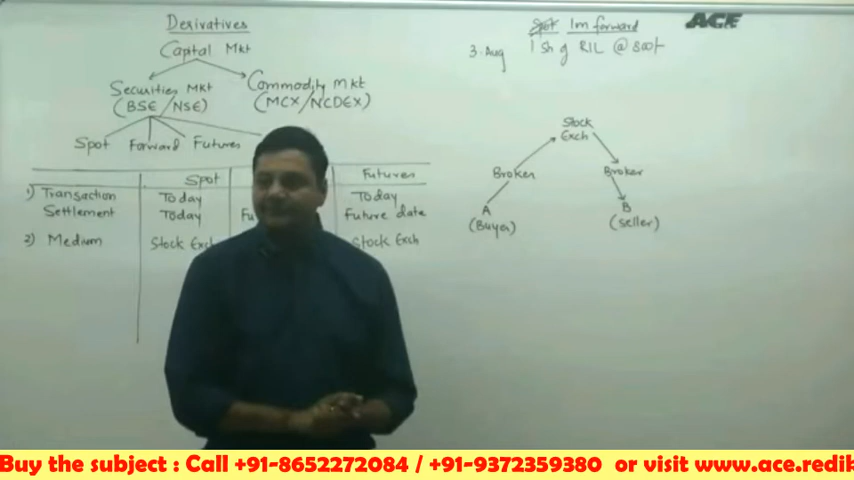 Derivatives
Capital Mkt
Securities Mkt
(BSE / NSE)
Commodity Mkt
(MCX/NCDEX)
Spot Forward Futures
Spot Futures
1) Transaction Today Today
Settlement Today Fu Future date
2) Medium Stock Exch Stock Exch
Spot 1m forward
3. Aug 1 sh of RIL @ 800/-
ACE
Stock
Exch
Broker Broker
A B
(Buyer) (seller)
Buy the subject : Call +91-8652272084 / +91-9372359380 or visit www.ace.redik